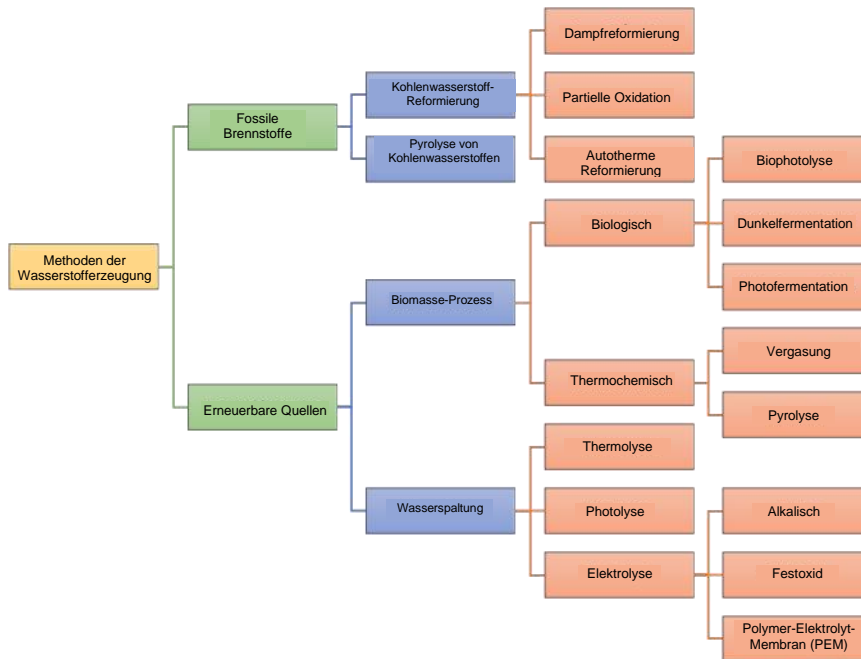 Methoden der
Wasserstofferzeugung
Fossile
Brennstoffe
Kohlenwasserstoff-
Reformierung
Dampfreformierung
Partielle Oxidation
Autotherme
Reformierung
Pyrolyse von
Kohlenwasserstoffen
Erneuerbare Quellen
Biomasse-Prozess
Biologisch
Biophotolyse
Dunkelfermentation
Photofermentation
Thermochemisch
Vergasung
Pyrolyse
Wasserspaltung
Thermolyse
Photolyse
Elektrolyse
Alkalisch
Festoxid
Polymer-Elektrolyt-
Membran (PEM)